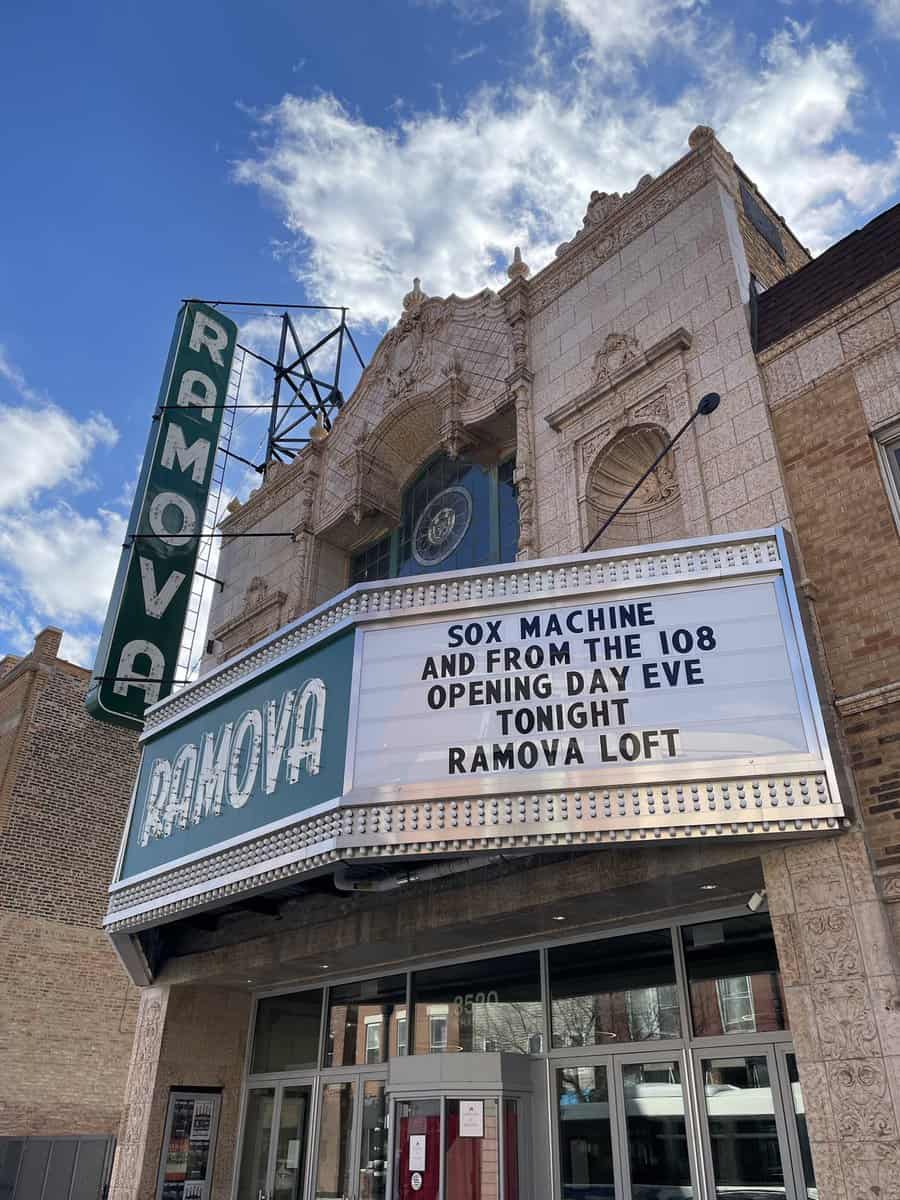 RAMOVA
SOX MACHINE
AND FROM THE 108
OPENING DAY EVE
TONIGHT
RAMOVA LOFT
RAMOVA
3520